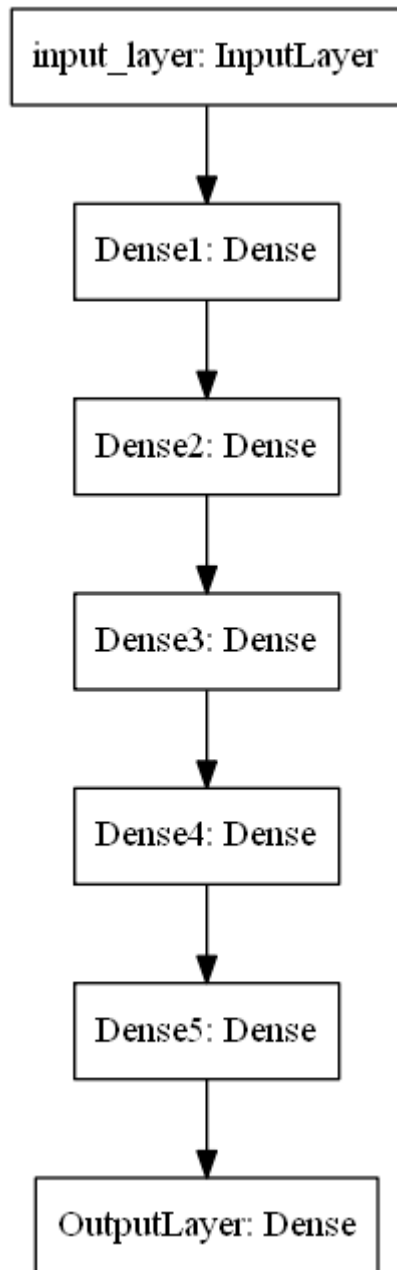 input_layer: InputLayer
Dense1: Dense
Dense2: Dense
Dense3: Dense
Dense4: Dense
Dense5: Dense
OutputLayer: Dense